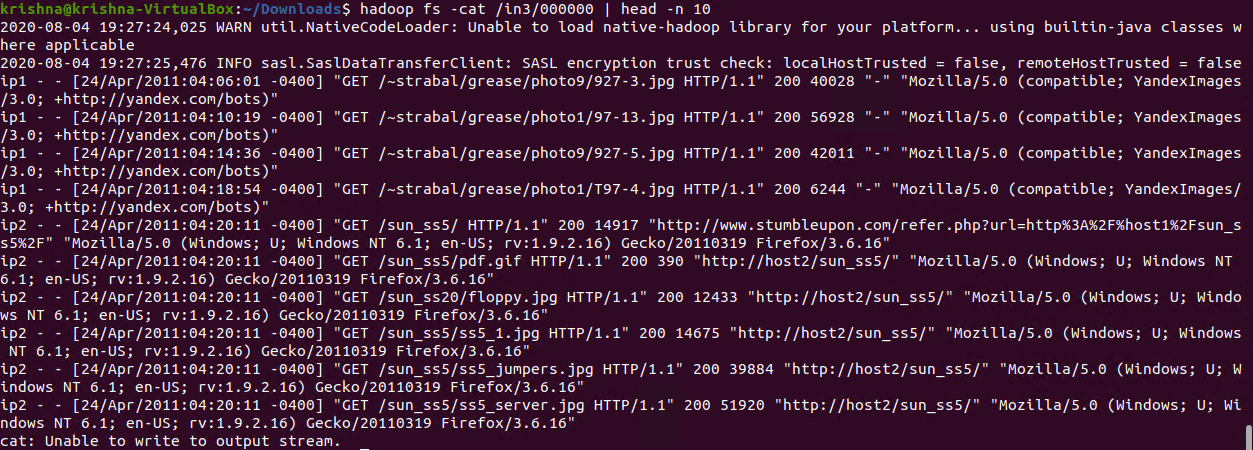 krishna@krishna-VirtualBox:~/Downloads$ hadoop fs -cat /in3/000000 | head -n 10
2020-08-04 19:27:24,025 WARN util.NativeCodeLoader: Unable to load native-hadoop library for your platform... using builtin-java classes w
here applicable
2020-08-04 19:27:25,476 INFO sasl.SaslDataTransferClient: SASL encryption trust check: localHostTrusted = false, remoteHostTrusted = false
ip1 - - [24/Apr/2011:04:06:01 -0400] "GET /~strabal/grease/photo9/927-3.jpg HTTP/1.1" 200 40028 "-" "Mozilla/5.0 (compatible; YandexImages
/3.0; +http://yandex.com/bots)"
ip1 - - [24/Apr/2011:04:10:19 -0400] "GET /~strabal/grease/photo1/97-13.jpg HTTP/1.1" 200 56928 "-" "Mozilla/5.0 (compatible; YandexImages
/3.0; +http://yandex.com/bots)"
ip1 - - [24/Apr/2011:04:14:36 -0400] "GET /~strabal/grease/photo9/927-5.jpg HTTP/1.1" 200 42011 "-" "Mozilla/5.0 (compatible; YandexImages
/3.0; +http://yandex.com/bots)"
ip1 - - [24/Apr/2011:04:18:54 -0400] "GET /~strabal/grease/photo1/T97-4.jpg HTTP/1.1" 200 6244 "-" "Mozilla/5.0 (compatible; YandexImages/
3.0; +http://yandex.com/bots)"
ip2 - - [24/Apr/2011:04:20:11 -0400] "GET /sun_ss5/ HTTP/1.1" 200 14917 "http://www.stumbleupon.com/refer.php?url=http%3A%2F%host1%2Fsun_s
s5%2F" "Mozilla/5.0 (Windows; U; Windows NT 6.1; en-US; rv:1.9.2.16) Gecko/20110319 Firefox/3.6.16"
ip2 - - [24/Apr/2011:04:20:11 -0400] "GET /sun_ss5/pdf.gif HTTP/1.1" 200 390 "http://host2/sun_ss5/" "Mozilla/5.0 (Windows; U; Windows NT 
6.1; en-US; rv:1.9.2.16) Gecko/20110319 Firefox/3.6.16"
ip2 - - [24/Apr/2011:04:20:11 -0400] "GET /sun_ss20/floppy.jpg HTTP/1.1" 200 12433 "http://host2/sun_ss5/" "Mozilla/5.0 (Windows; U; Windo
ws NT 6.1; en-US; rv:1.9.2.16) Gecko/20110319 Firefox/3.6.16"
ip2 - - [24/Apr/2011:04:20:11 -0400] "GET /sun_ss5/ss5_1.jpg HTTP/1.1" 200 14675 "http://host2/sun_ss5/" "Mozilla/5.0 (Windows; U; Windows
 NT 6.1; en-US; rv:1.9.2.16) Gecko/20110319 Firefox/3.6.16"
ip2 - - [24/Apr/2011:04:20:11 -0400] "GET /sun_ss5/ss5_jumpers.jpg HTTP/1.1" 200 39884 "http://host2/sun_ss5/" "Mozilla/5.0 (Windows; U; W
indows NT 6.1; en-US; rv:1.9.2.16) Gecko/20110319 Firefox/3.6.16"
ip2 - - [24/Apr/2011:04:20:11 -0400] "GET /sun_ss5/ss5_server.jpg HTTP/1.1" 200 51920 "http://host2/sun_ss5/" "Mozilla/5.0 (Windows; U; Wi
ndows NT 6.1; en-US; rv:1.9.2.16) Gecko/20110319 Firefox/3.6.16"
cat: Unable to write to output stream.